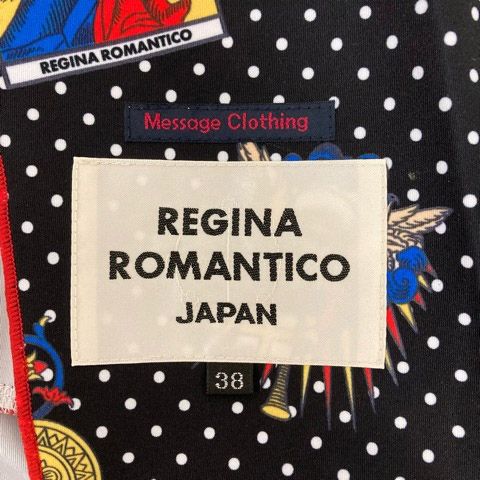 REGINA ROMANTICO
Message Clothing
REGINA
ROMANTICO
JAPAN
38